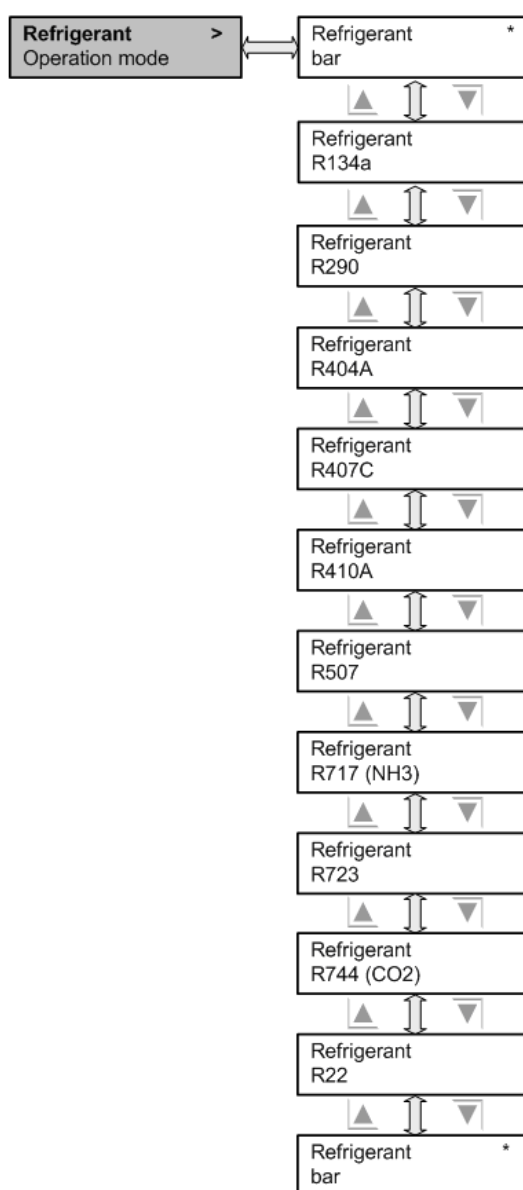 Refrigerant >
Operation mode
Refrigerant *
bar
Refrigerant
R134a
Refrigerant
R290
Refrigerant
R404A
Refrigerant
R407C
Refrigerant
R410A
Refrigerant
R507
Refrigerant
R717 (NH3)
Refrigerant
R723
Refrigerant
R744 (CO2)
Refrigerant
R22
Refrigerant *
bar